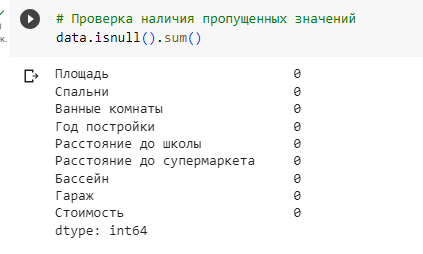 # Проверка наличия пропущенных значений
data.isnull().sum()
Площадь 0
Спальни 0
Ванные комнаты 0
Год постройки 0
Расстояние до школы 0
Расстояние до супермаркета 0
Бассейн 0
Гараж 0
Стоимость 0
dtype: int64
к.